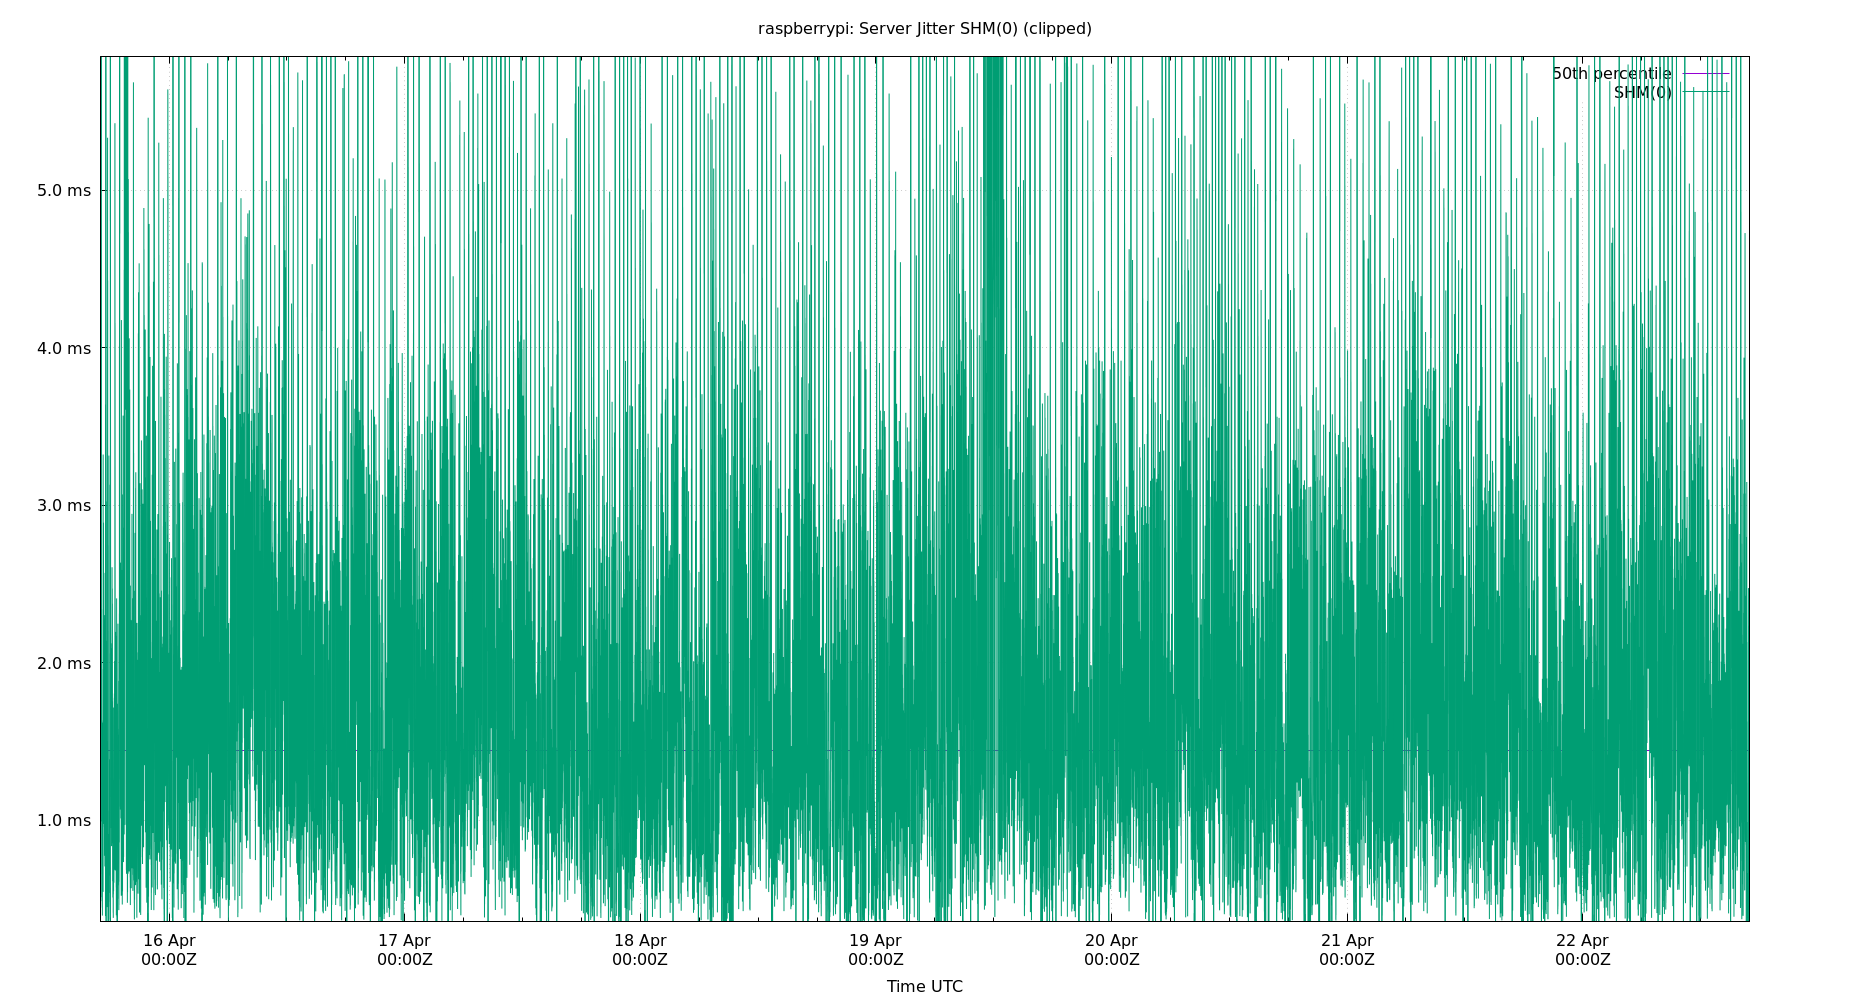 raspberrypi: Server Jitter SHM(0) (clipped)
50th percentile
SHM(0)
5.0 ms
4.0 ms
3.0 ms
2.0 ms
1.0 ms
16 Apr 17 Apr 18 Apr 19 Apr 20 Apr 21 Apr 22 Apr
00:00Z 00:00Z 00:00Z 00:00Z 00:00Z 00:00Z 00:00Z
Time UTC